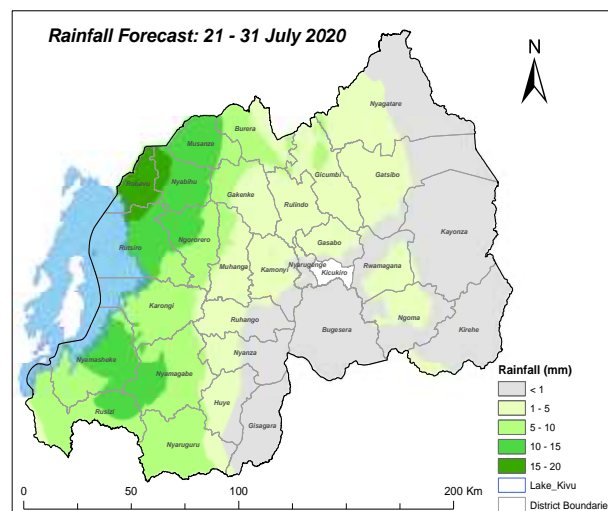 Rainfall Forecast: 21 - 31 July 2020
N
Nyagatare
Burera
Musanze
Rubavu
Nyabihu
Gicumbi
Gatsibo
Gakenke
Rulindo
Kayonza
Rutsiro
Ngororero
Gasabo
Muhanga
Kamonyi
Nyarugenge
Kicukiro
Rwamagana
Karongi
Ruhango
Bugesera
Ngoma
Kirehe
Nyamasheke
Nyanza
Nyamagabe
Rusizi
Huye
Gisagara
Nyaruguru
Rainfall (mm)
< 1
1 - 5
5 - 10
10 - 15
15 - 20
Lake_Kivu
District Boundarie
0 50 100 200 Km